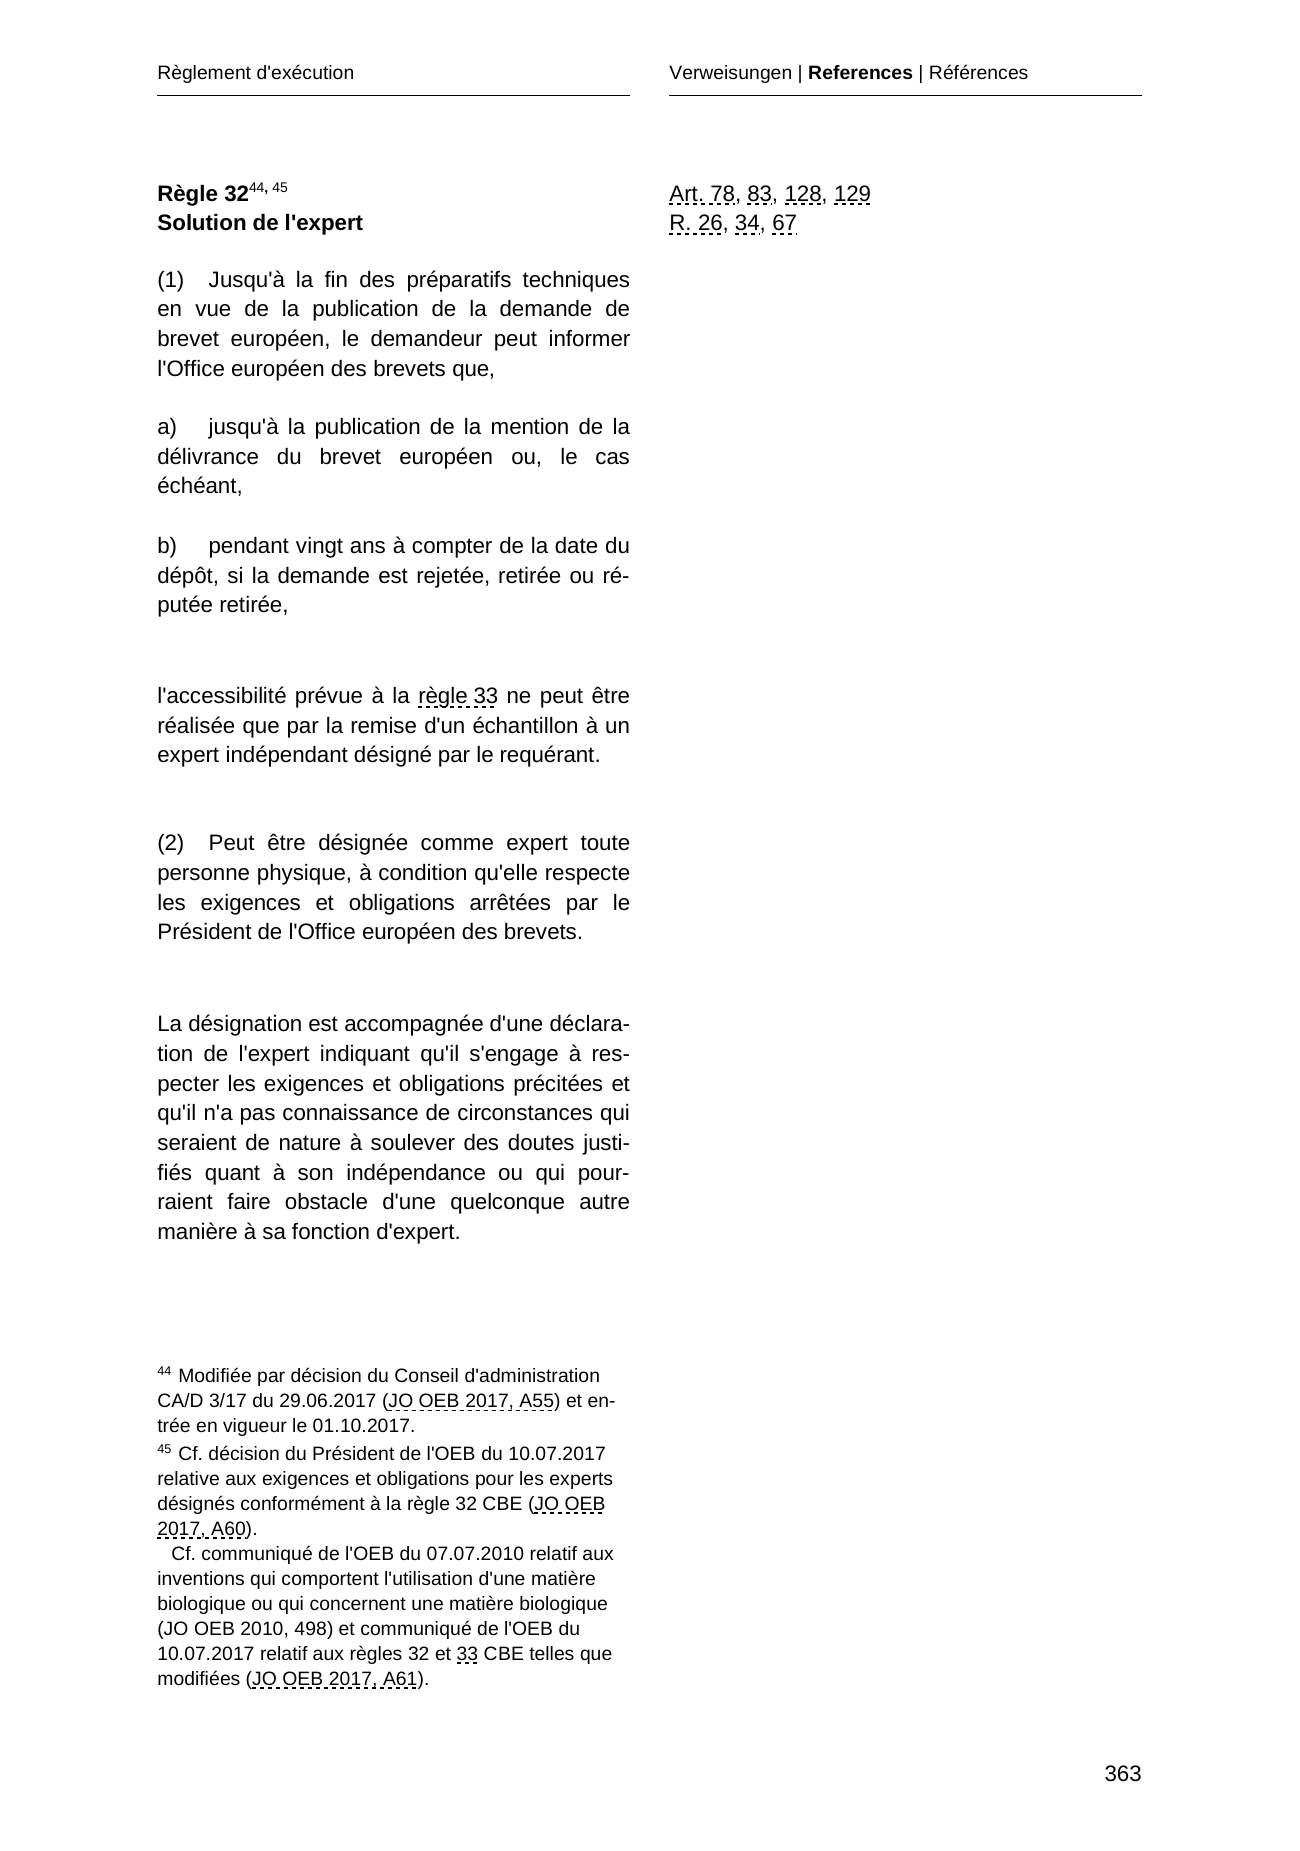 Règlement d'exécution
Verweisungen | References | Références
Règle 3244, 45
Solution de l'expert
Art. 78, 83, 128, 129
R. 26, 34, 67
(1) Jusqu'à la fin des préparatifs techniques
en vue de la publication de la demande de
brevet européen, le demandeur peut informer
l'Office européen des brevets que,
a) jusqu'à la publication de la mention de la
délivrance du brevet européen ou, le cas
échéant,
b) pendant vingt ans à compter de la date du
dépôt, si la demande est rejetée, retirée ou ré-
putée retirée,
l'accessibilité prévue à la règle 33 ne peut être
réalisée que par la remise d'un échantillon à un
expert indépendant désigné par le requérant.
(2) Peut être désignée comme expert toute
personne physique, à condition qu'elle respecte
les exigences et obligations arrêtées par le
Président de l'Office européen des brevets.
La désignation est accompagnée d'une déclara-
tion de l'expert indiquant qu'il s'engage à res-
pecter les exigences et obligations précitées et
qu'il n'a pas connaissance de circonstances qui
seraient de nature à soulever des doutes justi-
fiés quant à son indépendance ou qui pour-
raient faire obstacle d'une quelconque autre
manière à sa fonction d'expert.
44 Modifiée par décision du Conseil d'administration
CA/D 3/17 du 29.06.2017 (JO OEB 2017, A55) et en-
trée en vigueur le 01.10.2017.
45 Cf. décision du Président de l'OEB du 10.07.2017
relative aux exigences et obligations pour les experts
désignés conformément à la règle 32 CBE (JO OEB
2017, A60).
Cf. communiqué de l'OEB du 07.07.2010 relatif aux
inventions qui comportent l'utilisation d'une matière
biologique ou qui concernent une matière biologique
(JO OEB 2010, 498) et communiqué de l'OEB du
10.07.2017 relatif aux règles 32 et 33 CBE telles que
modifiées (JO OEB 2017, A61).
363